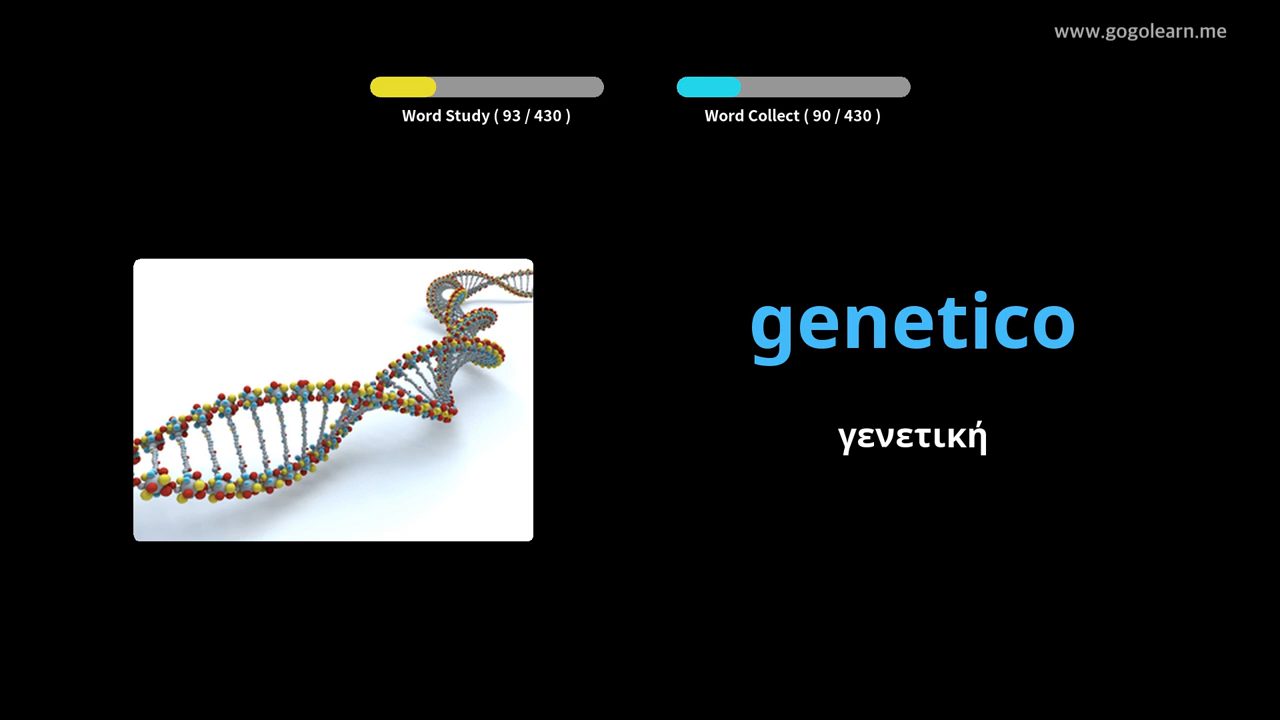 www.gogolearn.me
Word Study ( 93 / 430 )
Word Collect ( 90 / 430 )
genetico
γενετική